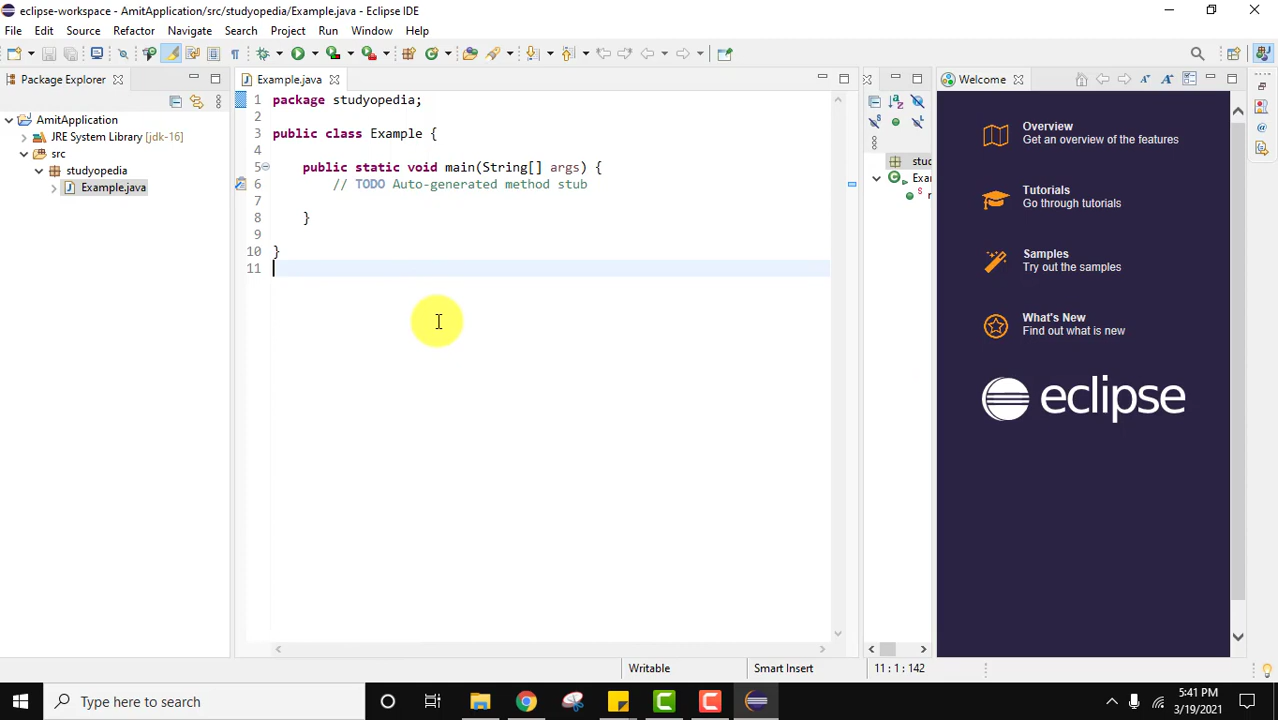 eclipse-workspace - AmitApplication/src/studyopedia/Example.java - Eclipse IDE
File Edit Source Refactor Navigate Search Project Run Window Help
Package Explorer
AmitApplication
JRE System Library [jdk-16]
src
studyopedia
Example.java
Example.java
1 package studyopedia;
2
3 public class Example {
4
5 public static void main(String[] args) {
6 // TODO Auto-generated method stub
7
8 }
9
10 }
11
stud
Exa
Welcome
Overview
Get an overview of the features
Tutorials
Go through tutorials
Samples
Try out the samples
What's New
Find out what is new
eclipse
Writable Smart Insert 11 : 1 : 142
Type here to search
5:41 PM
3/19/2021